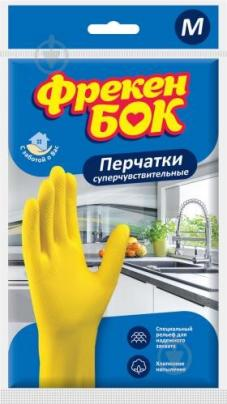 M
Фрекен
БОК
С заботой о Вас
Перчатки
суперчувствительные
Специальный
рельеф для
надежного
захвата
Хлопковое
напыление